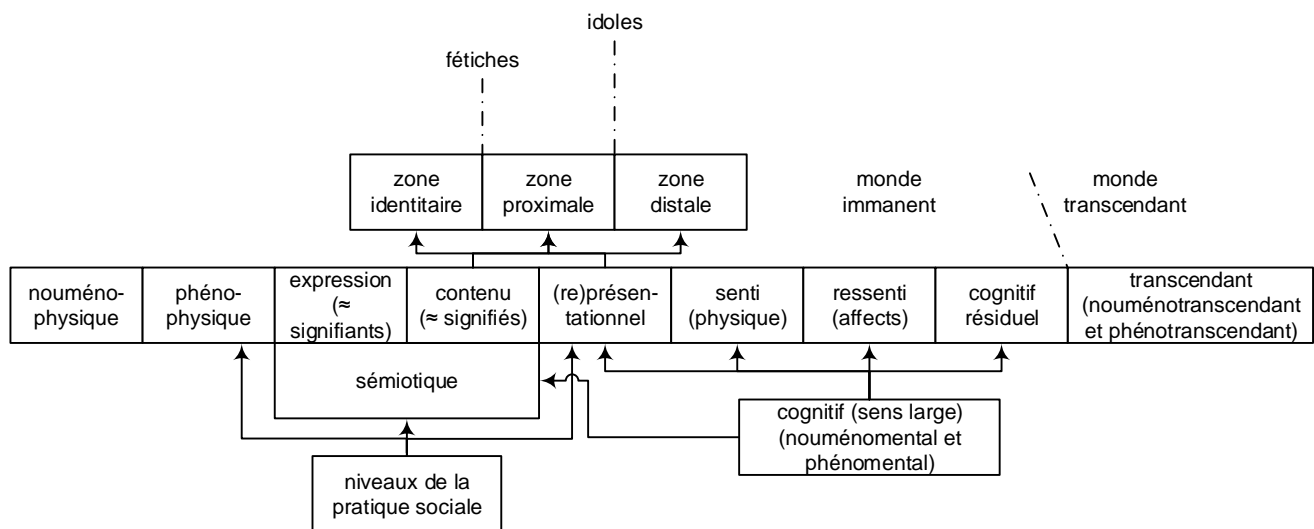 idoles
fétiches
zone
identitaire
zone
proximale
zone
distale
monde
immanent
monde
transcendant
nouméno-
physique
phéno-
physique
expression
(≈
signifiants)
contenu
(≈ signifiés)
(re)présen-
tationnel
senti
(physique)
ressenti
(affects)
cognitif
résiduel
transcendant
(nouménotranscendant
et phénotranscendant)
sémiotique
cognitif (sens large)
(nouménomental et
phénomental)
niveaux de la
pratique sociale